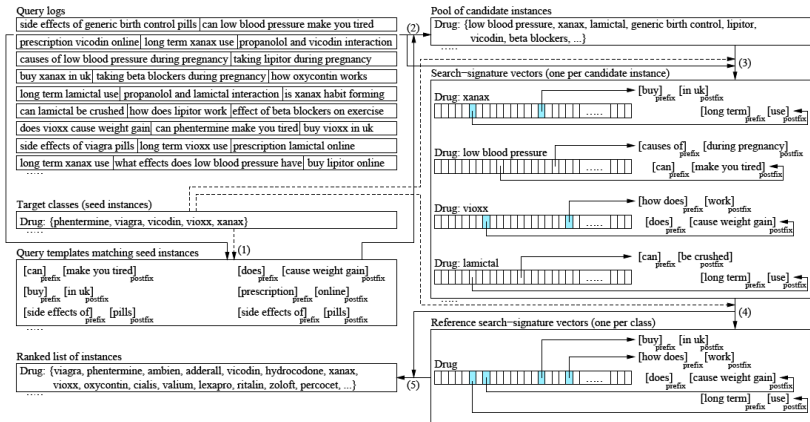 Query logs
side effects of generic birth control pills can low blood pressure make you tired
prescription vicodin online long term xanax use propanolol and vicodin interaction
causes of low blood pressure during pregnancy taking lipitor during pregnancy
buy xanax in uk taking beta blockers during pregnancy how oxycontin works
long term lamictal use propanolol and lamictal interaction is xanax habit forming
can lamictal be crushed how does lipitor work effect of beta blockers on exercise
does vioxx cause weight gain can phentermine make you tired buy vioxx in uk
side effects of viagra pills long term vioxx use prescription lamictal online
long term xanax use what effects does low blood pressure have buy lipitor online
.....
Target classes (seed instances)
Drug: {phentermine, viagra, vicodin, vioxx, xanax}
.....
(1)
Query templates matching seed instances
[can]prefix [make you tired]postfix [does]prefix [cause weight gain]postfix
[buy]prefix [in uk]postfix [prescription]prefix [online]postfix
[side effects of]prefix [pills]postfix [side effects of]prefix [pills]postfix
.....
Ranked list of instances
Drug: {viagra, phentermine, ambien, adderall, vicodin, hydrocodone, xanax,
vioxx, oxycontin, cialis, valium, lexapro, ritalin, zoloft, percocet, ...}
.....
(2)
Pool of candidate instances
Drug: {low blood pressure, xanax, lamictal, generic birth control, lipitor,
vicodin, beta blockers, ...}
.....
(3)
Search-signature vectors (one per candidate instance)
Drug: xanax [buy]prefix [in uk]postfix
..... [long term]prefix [use]postfix
Drug: low blood pressure [causes of]prefix [during pregnancy]postfix
..... [can]prefix [make you tired]postfix
Drug: vioxx [how does]prefix [work]postfix
..... [does]prefix [cause weight gain]postfix
Drug: lamictal [can]prefix [be crushed]postfix
..... [long term]prefix [use]postfix
.....
(4)
Reference search-signature vectors (one per class)
[buy]prefix [in uk]postfix
Drug [how does]prefix [work]postfix
..... [does]prefix [cause weight gain]postfix
(5)
[long term]prefix [use]postfix
.....